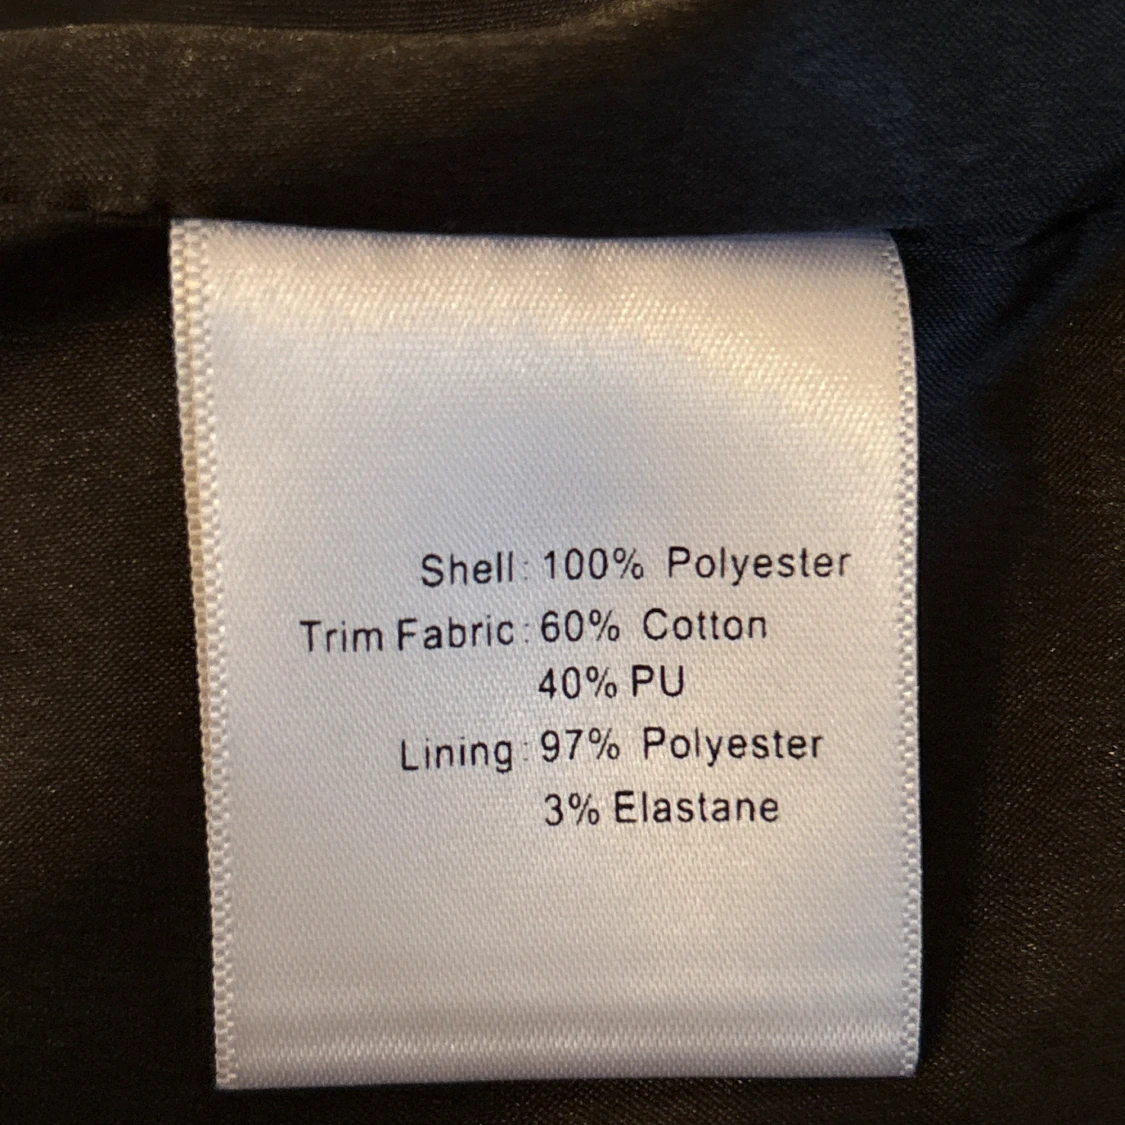 Shell: 100% Polyester
Trim Fabric: 60% Cotton
40% PU
Lining: 97% Polyester
3% Elastane